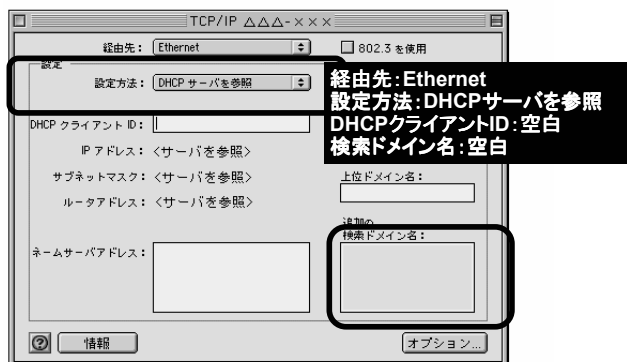 TCP/IP △△△-×××
経由先： Ethernet
802.3 を使用
設定
設定方法： DHCP サーバを参照
経由先：Ethernet
設定方法：DHCPサーバを参照
DHCPクライアントID：空白
検索ドメイン名：空白
DHCP クライアント ID：
IP アドレス： <サーバを参照>
サブネットマスク： <サーバを参照>
上位ドメイン名：
ルータアドレス： <サーバを参照>
追加の
検索ドメイン名：
ネームサーバアドレス：
? 情報
オプション...